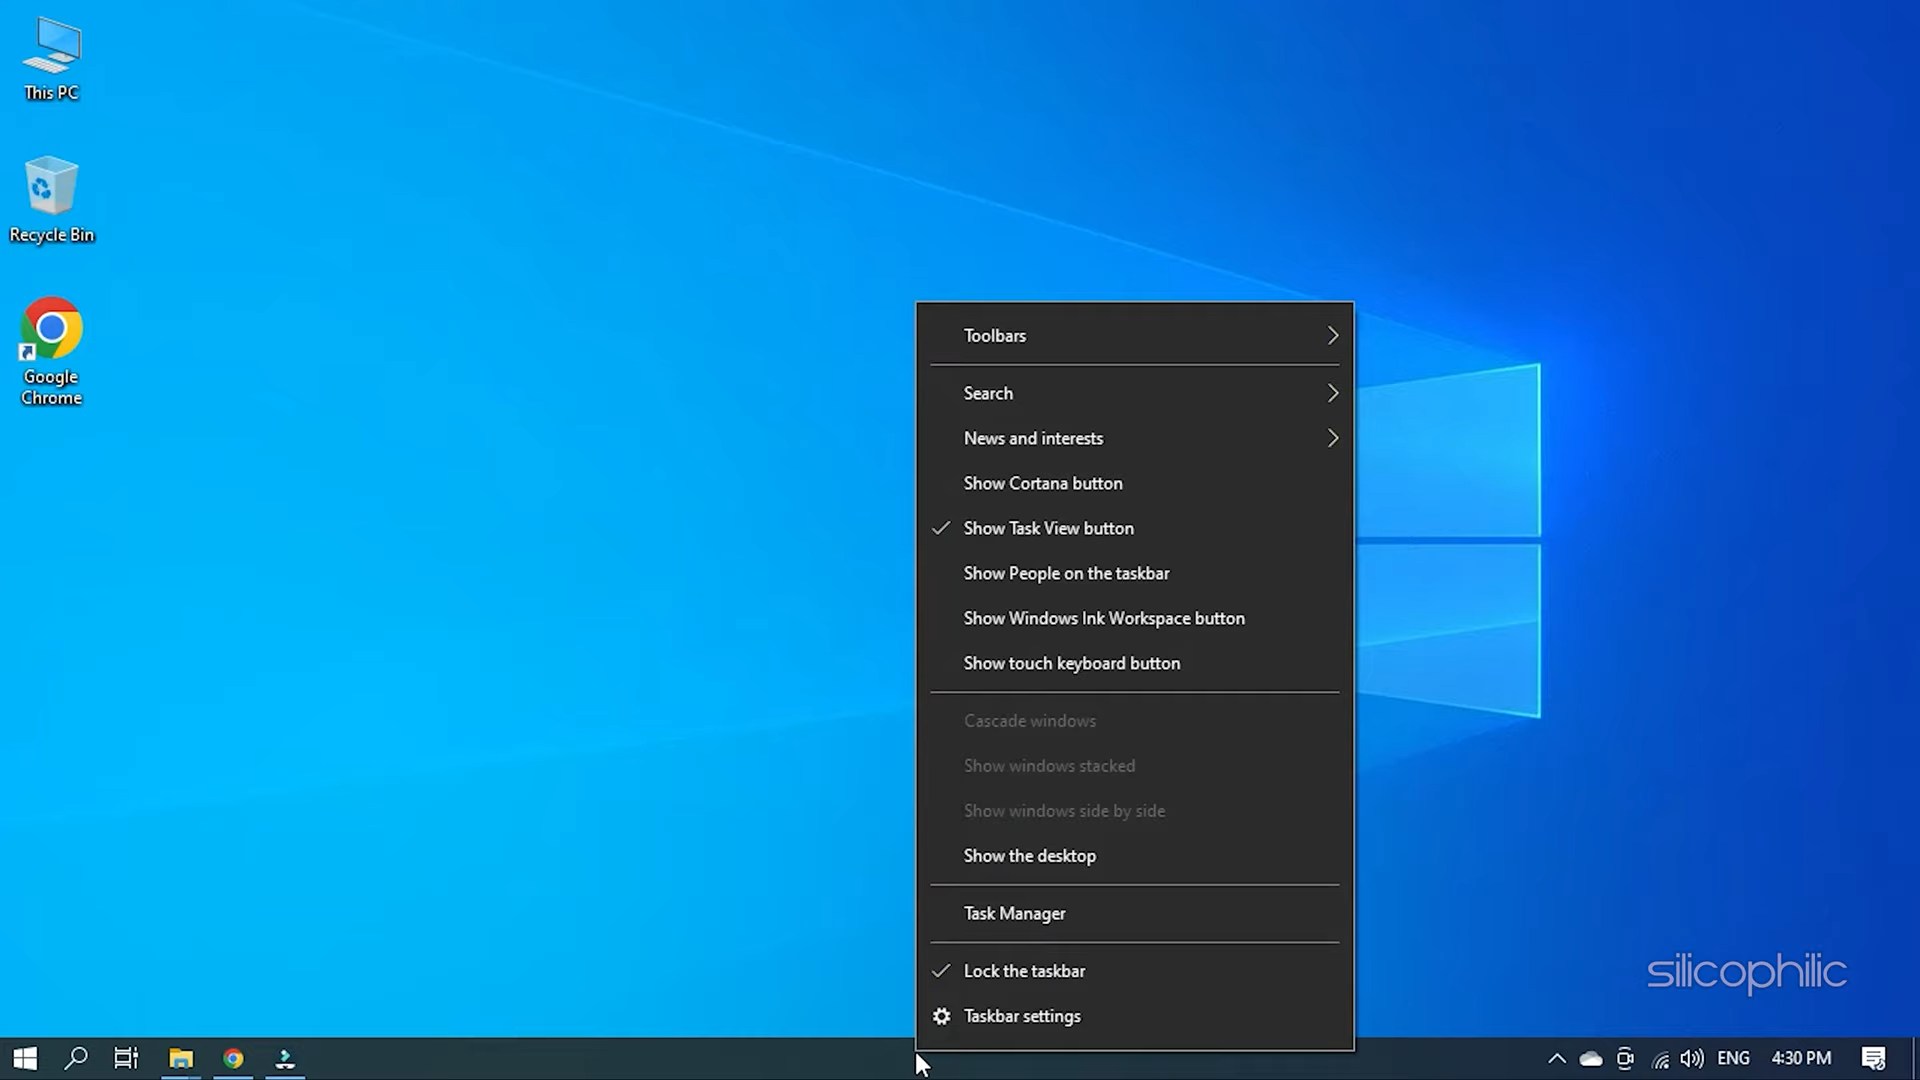 This PC
Recycle Bin
Google
Chrome
Toolbars
Search
News and interests
Show Cortana button
Show Task View button
Show People on the taskbar
Show Windows Ink Workspace button
Show touch keyboard button
Cascade windows
Show windows stacked
Show windows side by side
Show the desktop
Task Manager
Lock the taskbar
Taskbar settings
silicophilic
ENG
4:30 PM